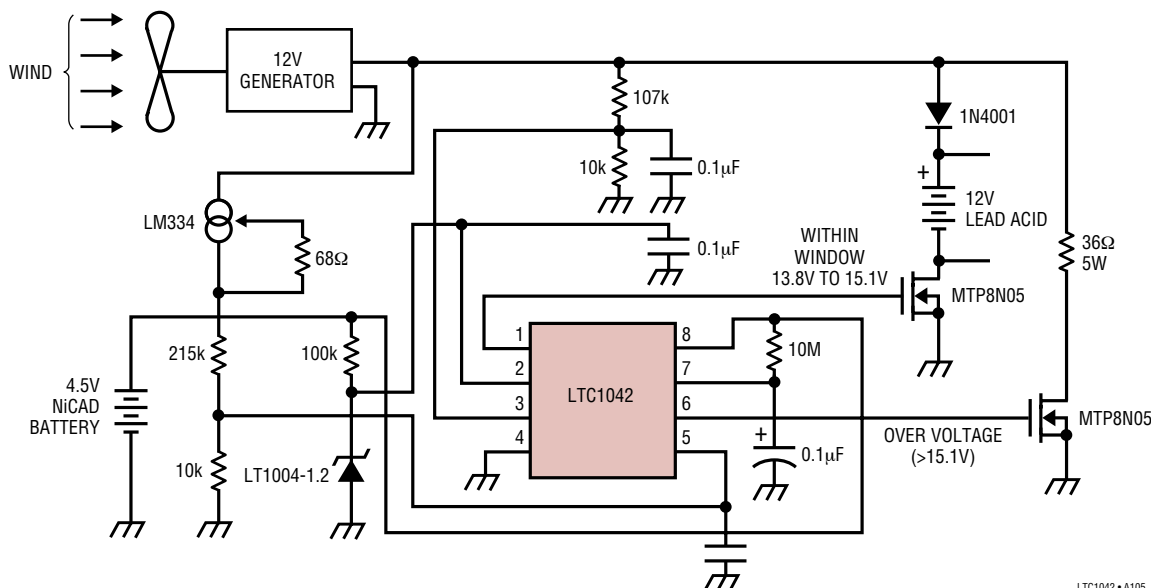 WIND
12V
GENERATOR
107k
10k
0.1µF
1N4001
+
12V
LEAD ACID
36Ω
5W
LM334
68Ω
0.1µF
WITHIN
WINDOW
13.8V TO 15.1V
MTP8N05
215k
100k
4.5V
NiCAD
BATTERY
10k
LT1004-1.2
1
2
3
4
LTC1042
8
7
6
5
10M
+
0.1µF
OVER VOLTAGE
(>15.1V)
MTP8N05
LTC1042 • A105